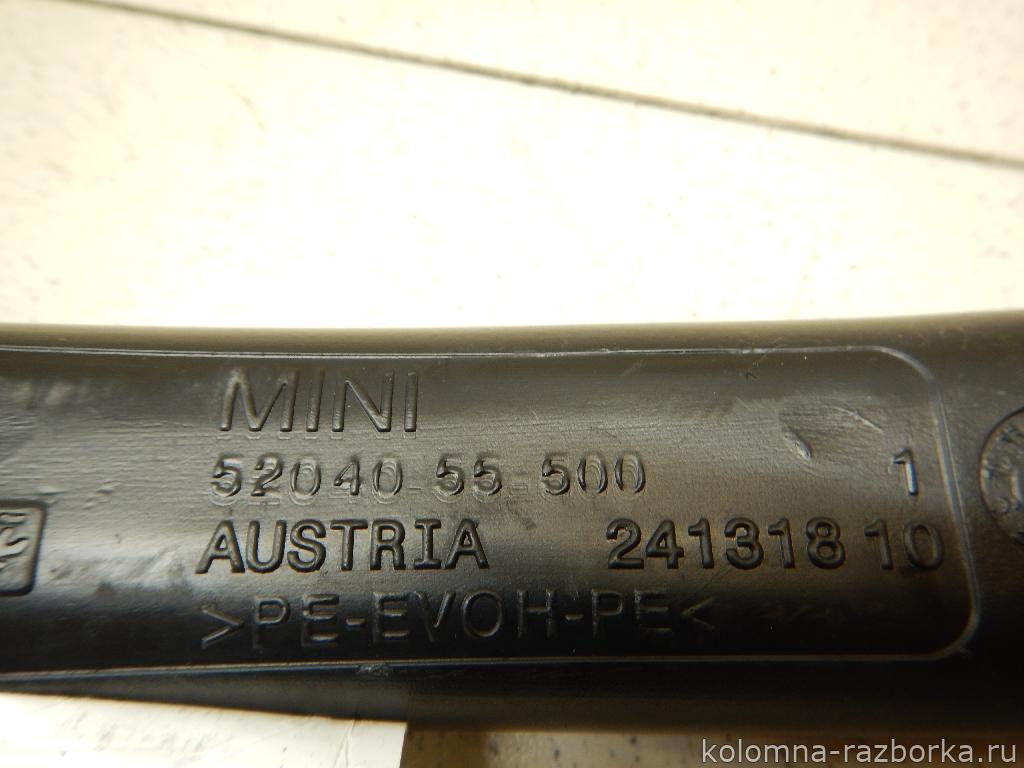 MINI
52040-55-500 1
AUSTRIA 241318 10
>PE-EVOH-PE<
kolomna-razborka.ru